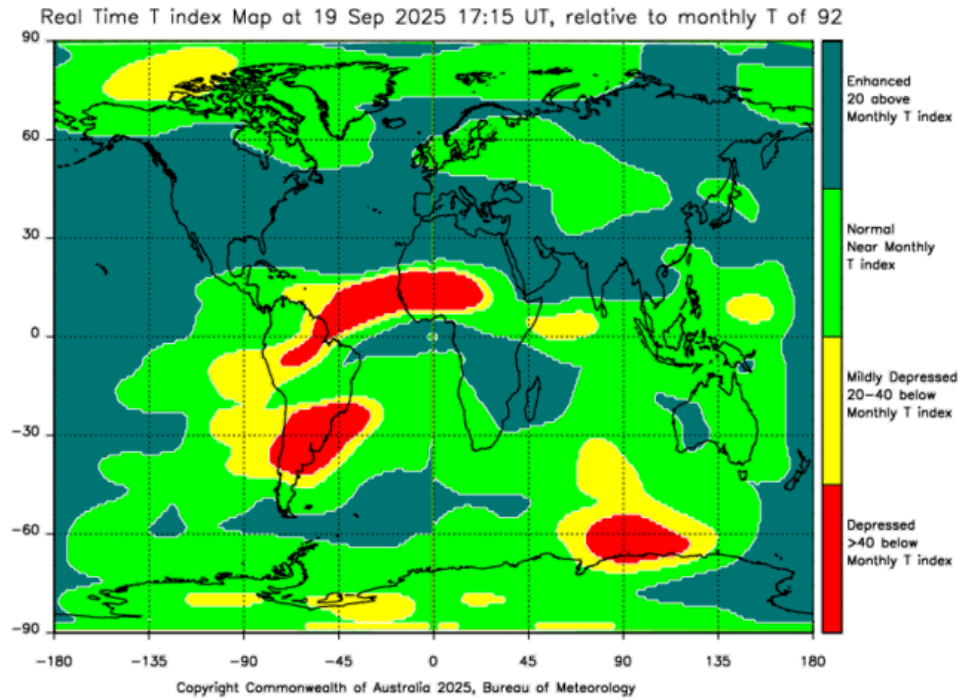 Real Time T index Map at 19 Sep 2025 17:15 UT, relative to monthly T of 92
90
60
30
0
−30
−60
−90
−180
−135
−90
−45
0
45
90
135
180
Enhanced
20 above
Monthly T index
Normal
Near Monthly
T index
Mildly Depressed
20−40 below
Monthly T index
Depressed
>40 below
Monthly T index
Copyright Commonwealth of Australia 2025, Bureau of Meteorology